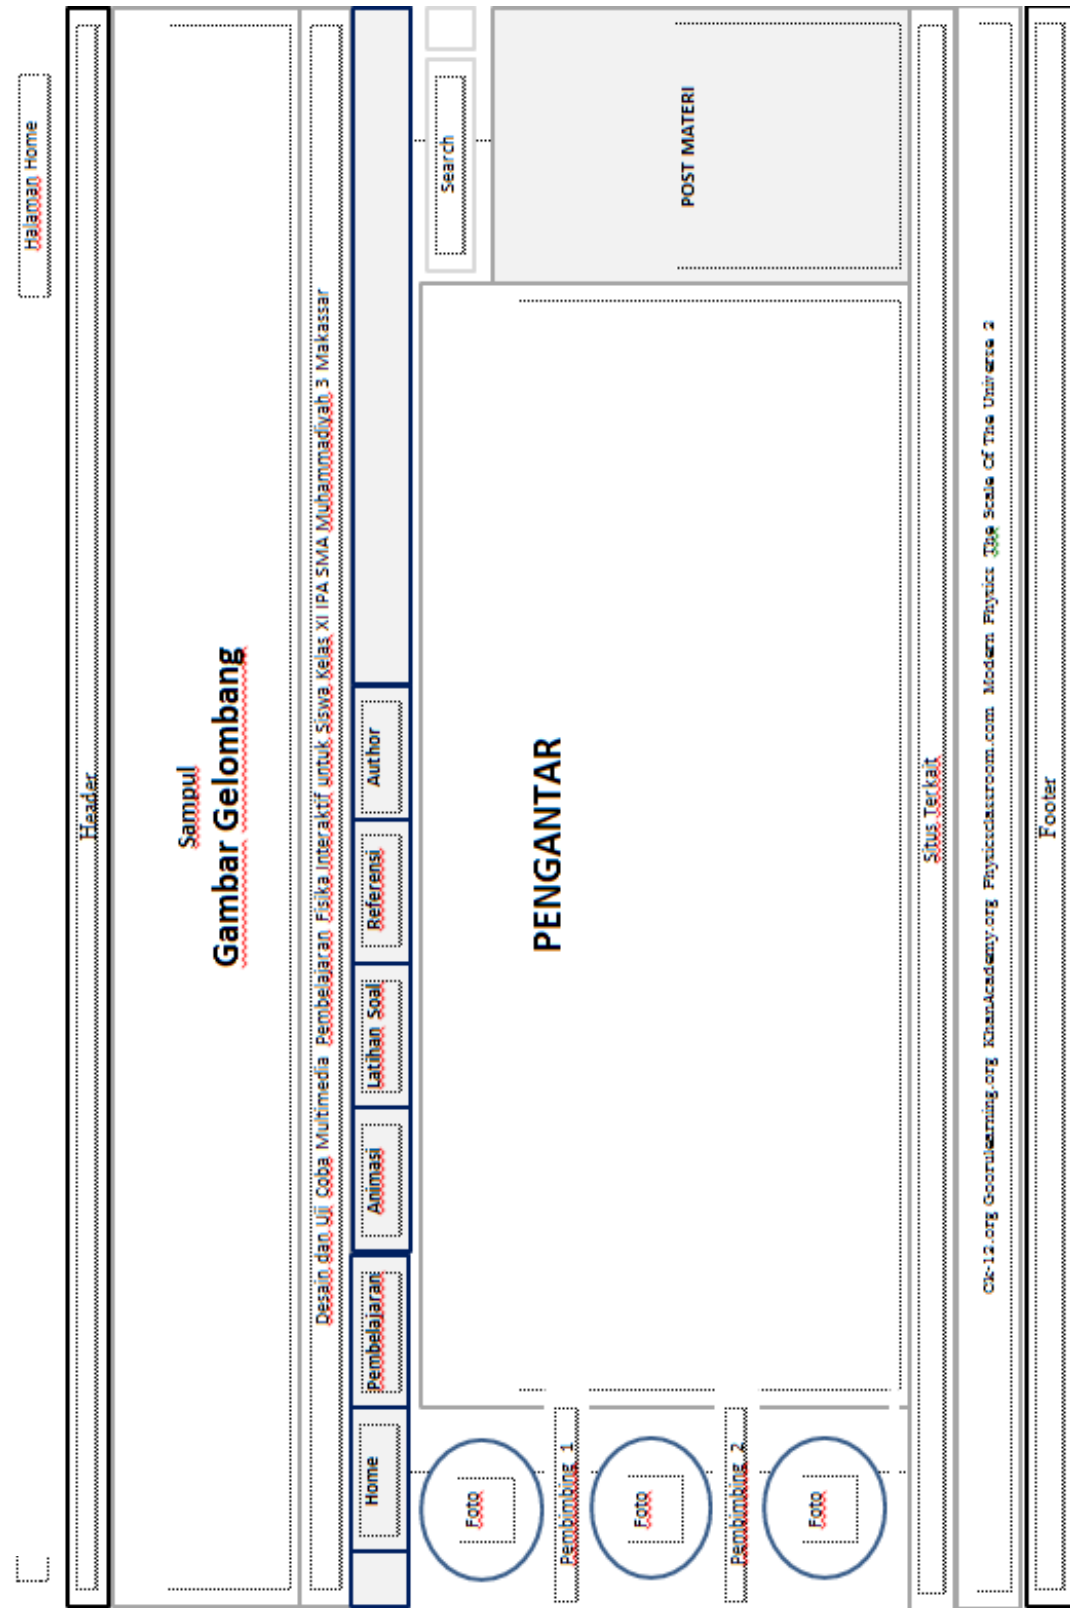 Halaman Home
Header
Sampul
Gambar Gelombang
Desain dan Uji Coba Multimedia Pembelajaran Fisika Interaktif untuk Siswa Kelas XI IPA SMA Muhammadiyah 3 Makassar
Home
Pembelajaran
Animasi
Latihan Soal
Referensi
Author
Foto
Pembimbing 1
Foto
Pembimbing 2
Foto
PENGANTAR
Search
POST MATERI
Situs Terkait
Ck-12.org Goorulearning.org KhanAcademy.org Physicsclassroom.com Modern Physics The Scale Of The Universe 2
Footer